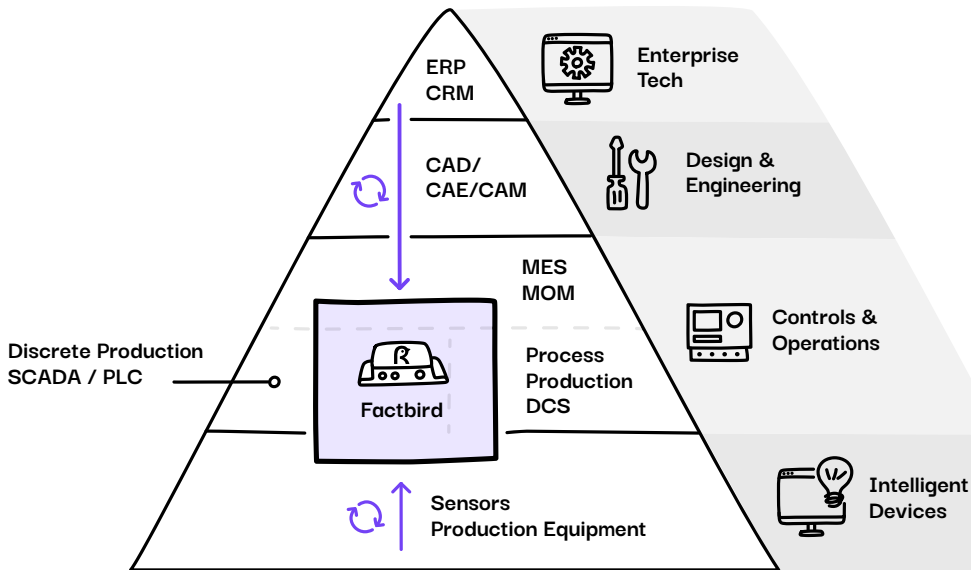 ERP
CRM
Enterprise
Tech
CAD/
CAE/CAM
Design &
Engineering
MES
MOM
Controls &
Operations
Discrete Production
SCADA / PLC
Factbird
Process
Production
DCS
Sensors
Production Equipment
Intelligent
Devices